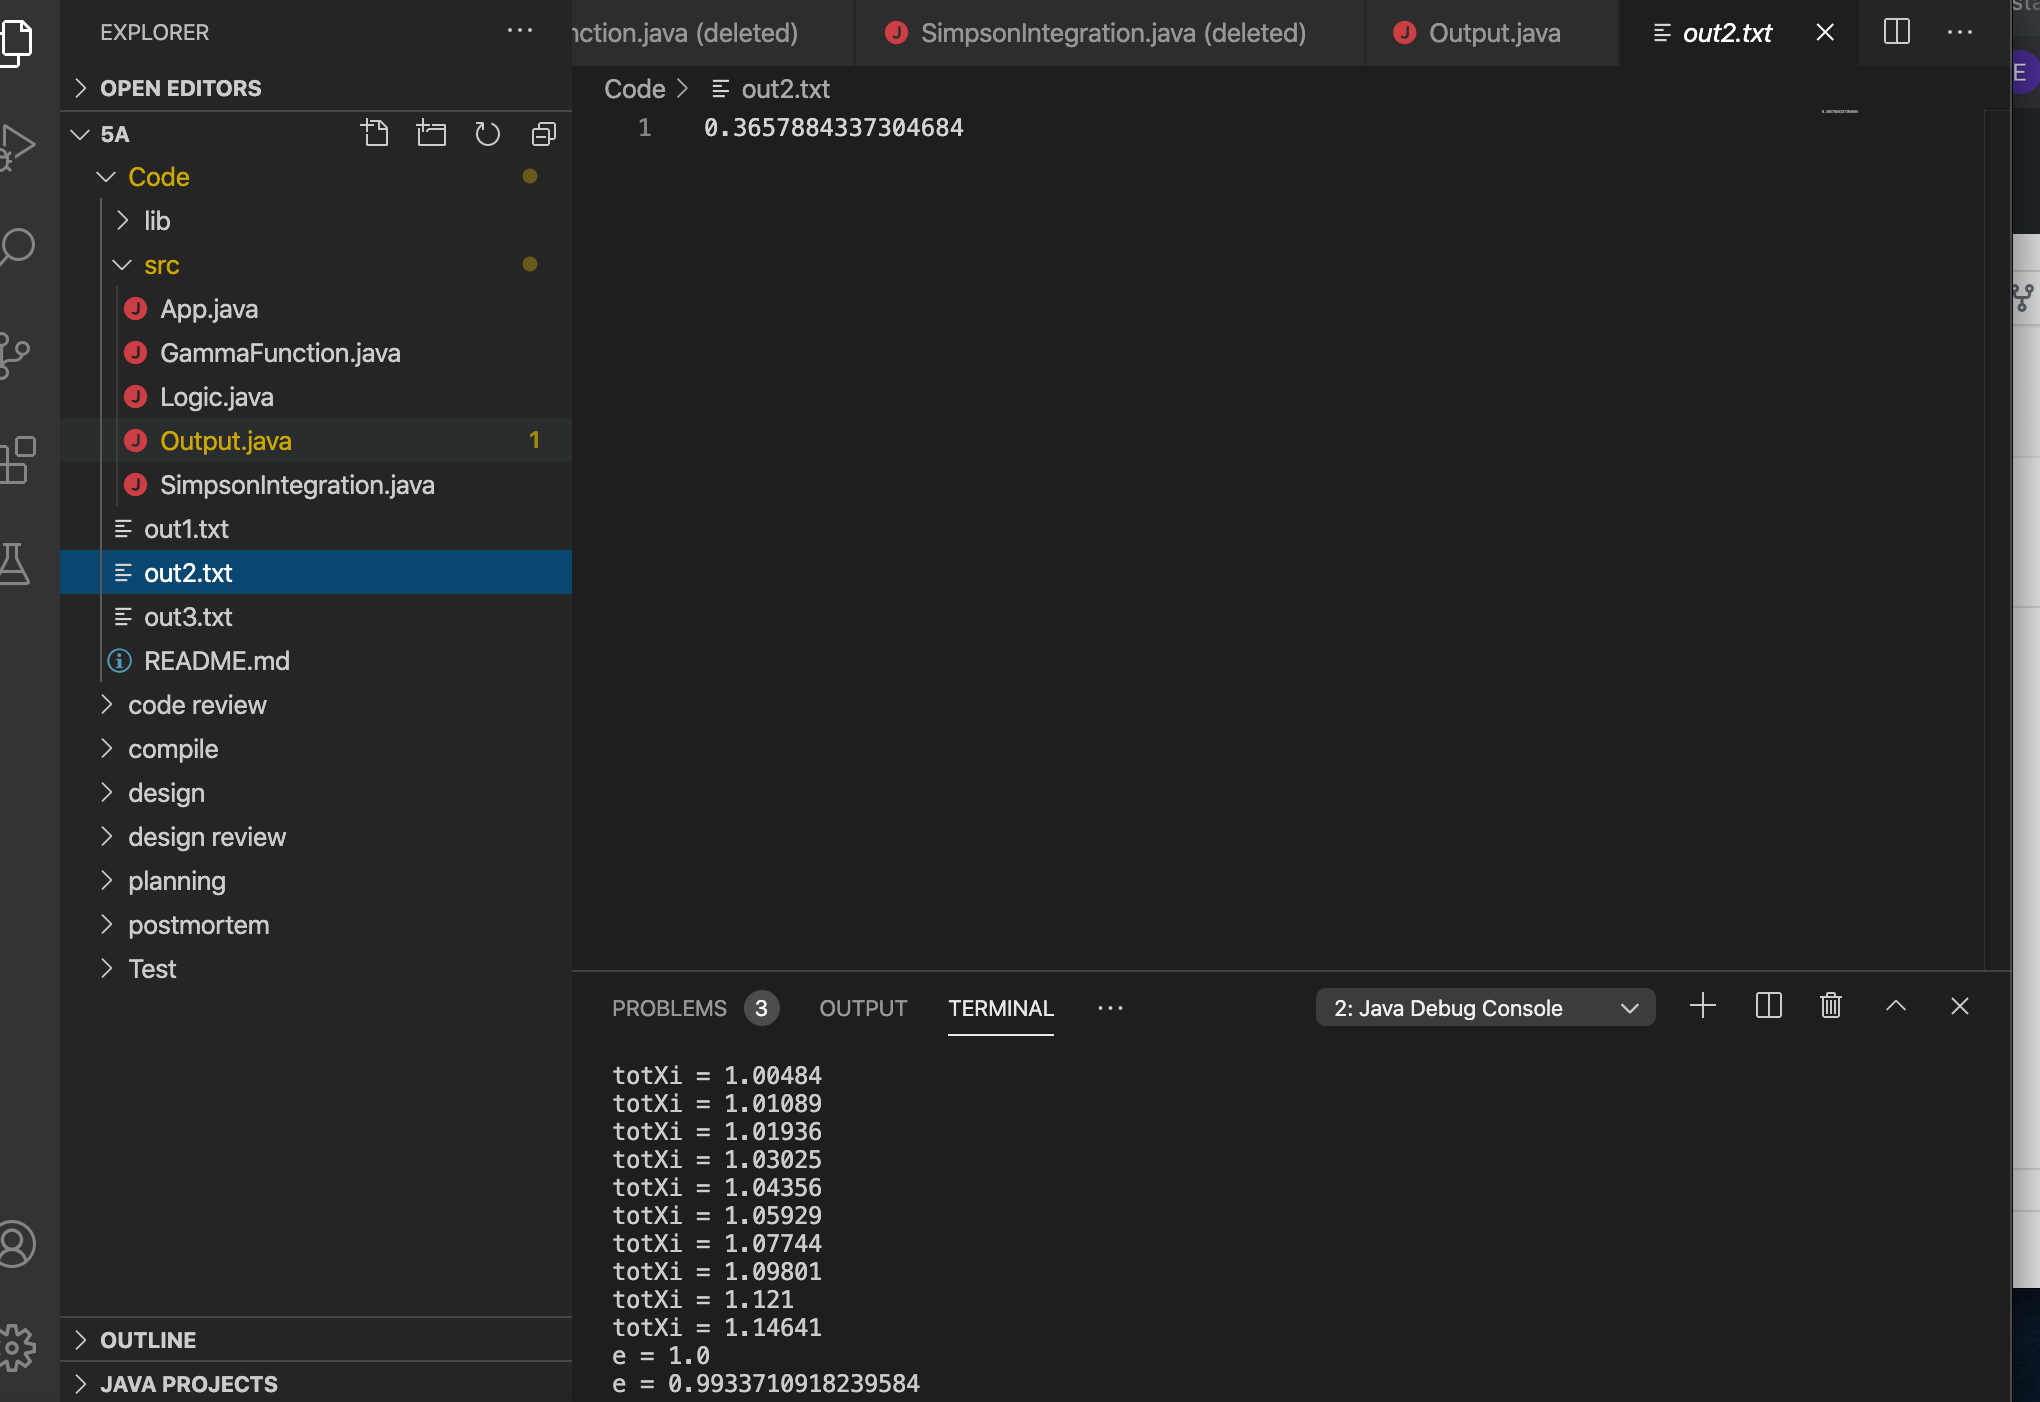 EXPLORER
OPEN EDITORS
5A
Code
lib
src
App.java
GammaFunction.java
Logic.java
Output.java 1
SimpsonIntegration.java
out1.txt
out2.txt
out3.txt
README.md
code review
compile
design
design review
planning
postmortem
Test
OUTLINE
JAVA PROJECTS
nction.java (deleted) SimpsonIntegration.java (deleted) Output.java out2.txt
Code > out2.txt
1 0.3657884337304684
PROBLEMS 3 OUTPUT TERMINAL 2: Java Debug Console
totXi = 1.00484
totXi = 1.01089
totXi = 1.01936
totXi = 1.03025
totXi = 1.04356
totXi = 1.05929
totXi = 1.07744
totXi = 1.09801
totXi = 1.121
totXi = 1.14641
e = 1.0
e = 0.9933710918239584
E